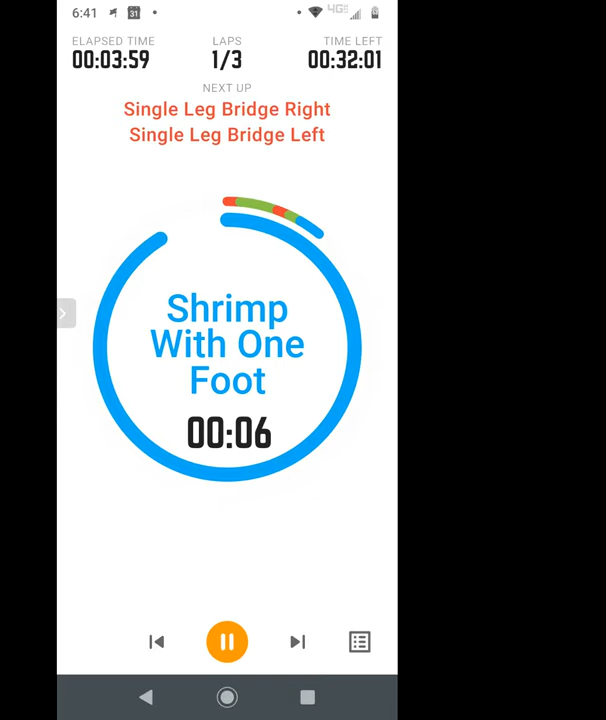 6:41
31
4G
ELAPSED TIME LAPS TIME LEFT
00:03:59 1/3 00:32:01
NEXT UP
Single Leg Bridge Right
Single Leg Bridge Left
Shrimp
With One
Foot
00:06